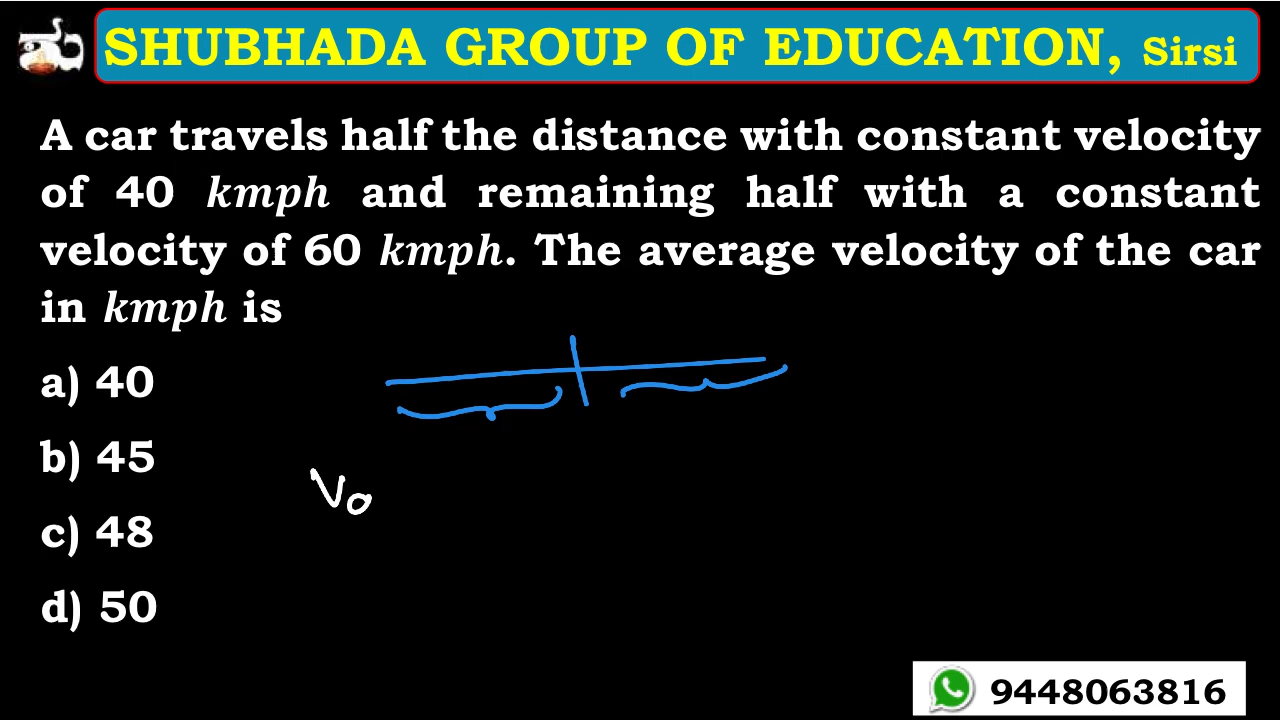 SHUBHADA GROUP OF EDUCATION, Sirsi
A car travels half the distance with constant velocity
of 40 kmph and remaining half with a constant
velocity of 60 kmph. The average velocity of the car
in kmph is
a) 40
b) 45
c) 48
d) 50
9448063816